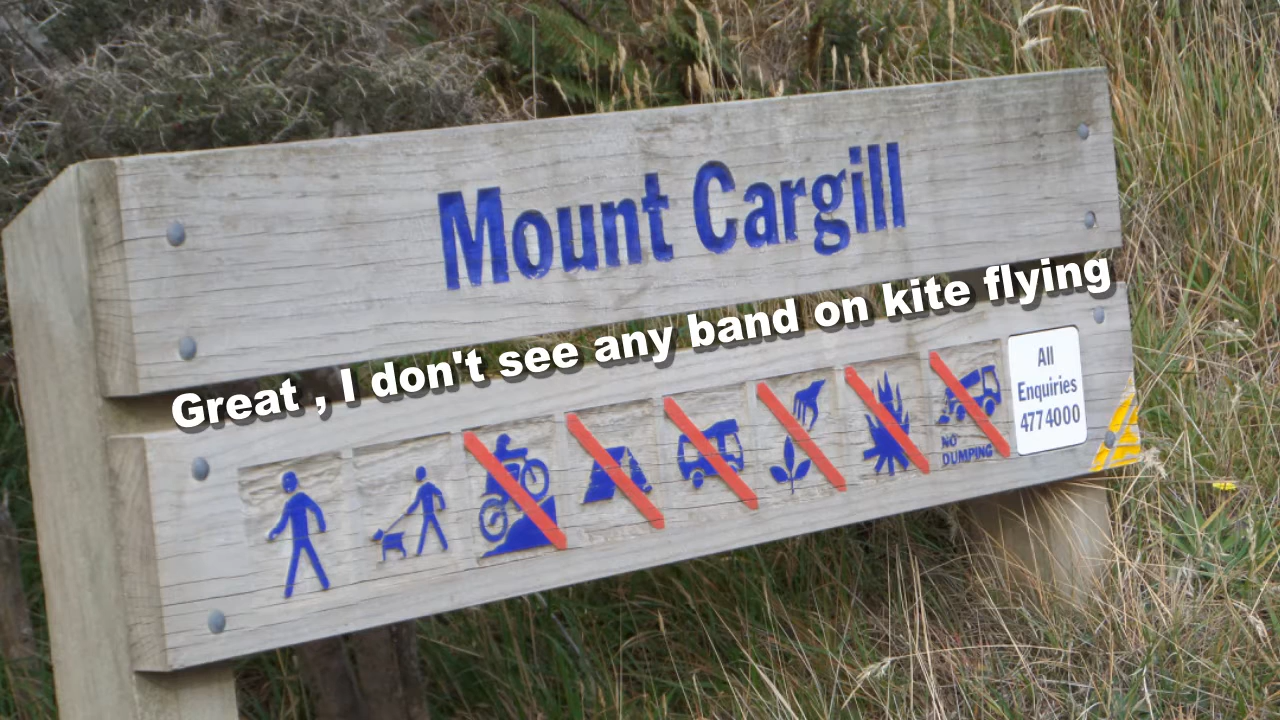 Mount Cargill
Great , I don't see any band on kite flying
All
Enquiries
4774000
NO
DUMPING